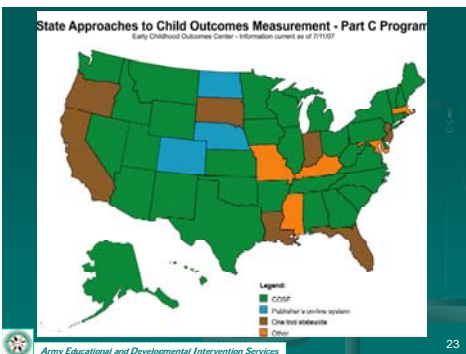 State Approaches to Child Outcomes Measurement - Part C Program
Early Childhood Outcomes Center - Information current as of 7/11/07
Legend:
COSF
Publisher's on-line system
One tool statewide
Other
Army Educational and Developmental Intervention Services
23